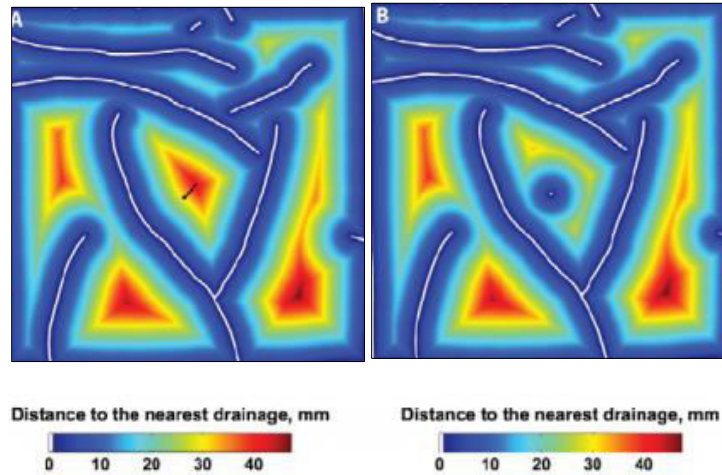 A
B
Distance to the nearest drainage, mm
0 10 20 30 40
Distance to the nearest drainage, mm
0 10 20 30 40